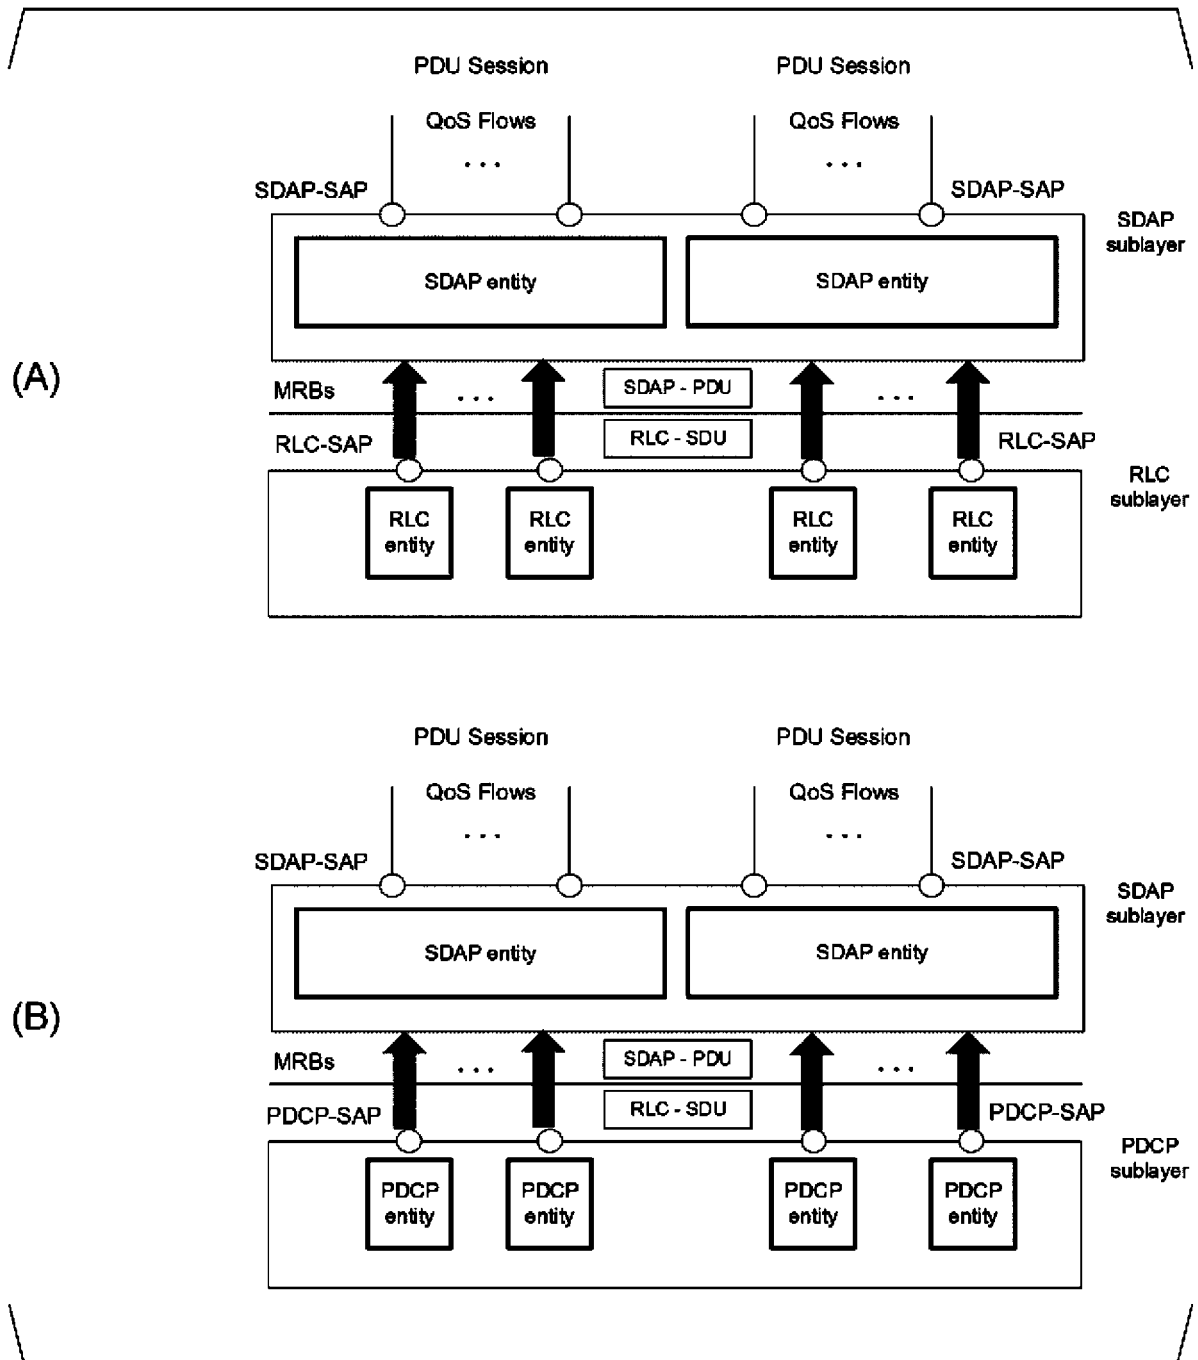 PDU Session PDU Session
QoS Flows QoS Flows
... ...
SDAP-SAP SDAP-SAP
SDAP
sublayer
SDAP entity SDAP entity
(A)
MRBs ... SDAP - PDU ...
RLC-SAP RLC - SDU RLC-SAP
RLC
sublayer
RLC RLC RLC RLC
entity entity entity entity
PDU Session PDU Session
QoS Flows QoS Flows
... ...
SDAP-SAP SDAP-SAP
SDAP
sublayer
SDAP entity SDAP entity
(B)
MRBs ... SDAP - PDU ...
PDCP-SAP RLC - SDU PDCP-SAP
PDCP
sublayer
PDCP PDCP PDCP PDCP
entity entity entity entity